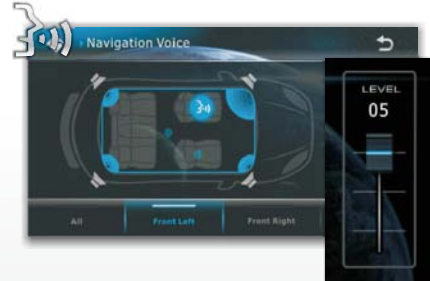 Navigation Voice
LEVEL
05
All
Front Left
Front Right